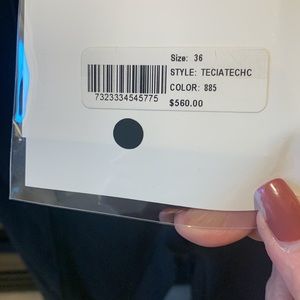 Size: 36
STYLE: TECIATECHC
COLOR: 885
$560.00
7323334545775